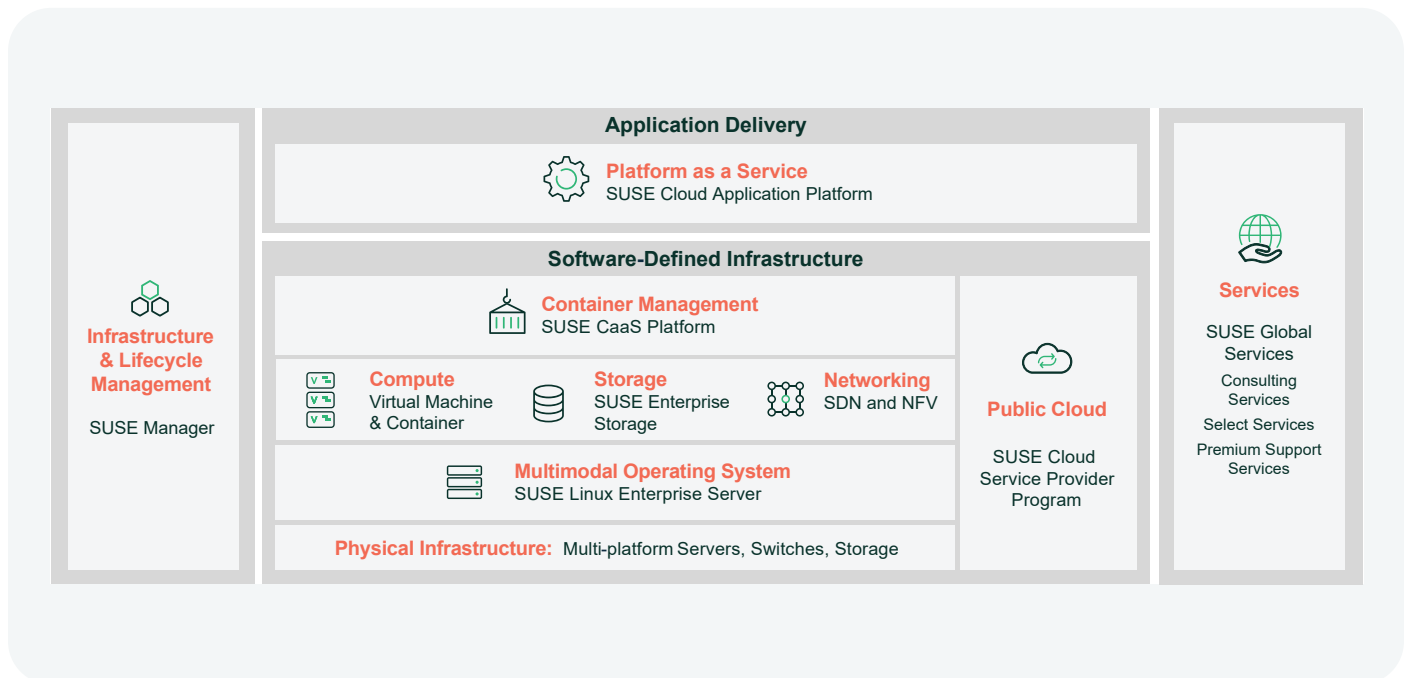 Infrastructure
& Lifecycle
Management
SUSE Manager
Application Delivery
Platform as a Service
SUSE Cloud Application Platform
Software-Defined Infrastructure
Container Management
SUSE CaaS Platform
Compute
Virtual Machine
& Container
Storage
SUSE Enterprise
Storage
Networking
SDN and NFV
Multimodal Operating System
SUSE Linux Enterprise Server
Physical Infrastructure: Multi-platform Servers, Switches, Storage
Public Cloud
SUSE Cloud
Service Provider
Program
Services
SUSE Global
Services
Consulting
Services
Select Services
Premium Support
Services